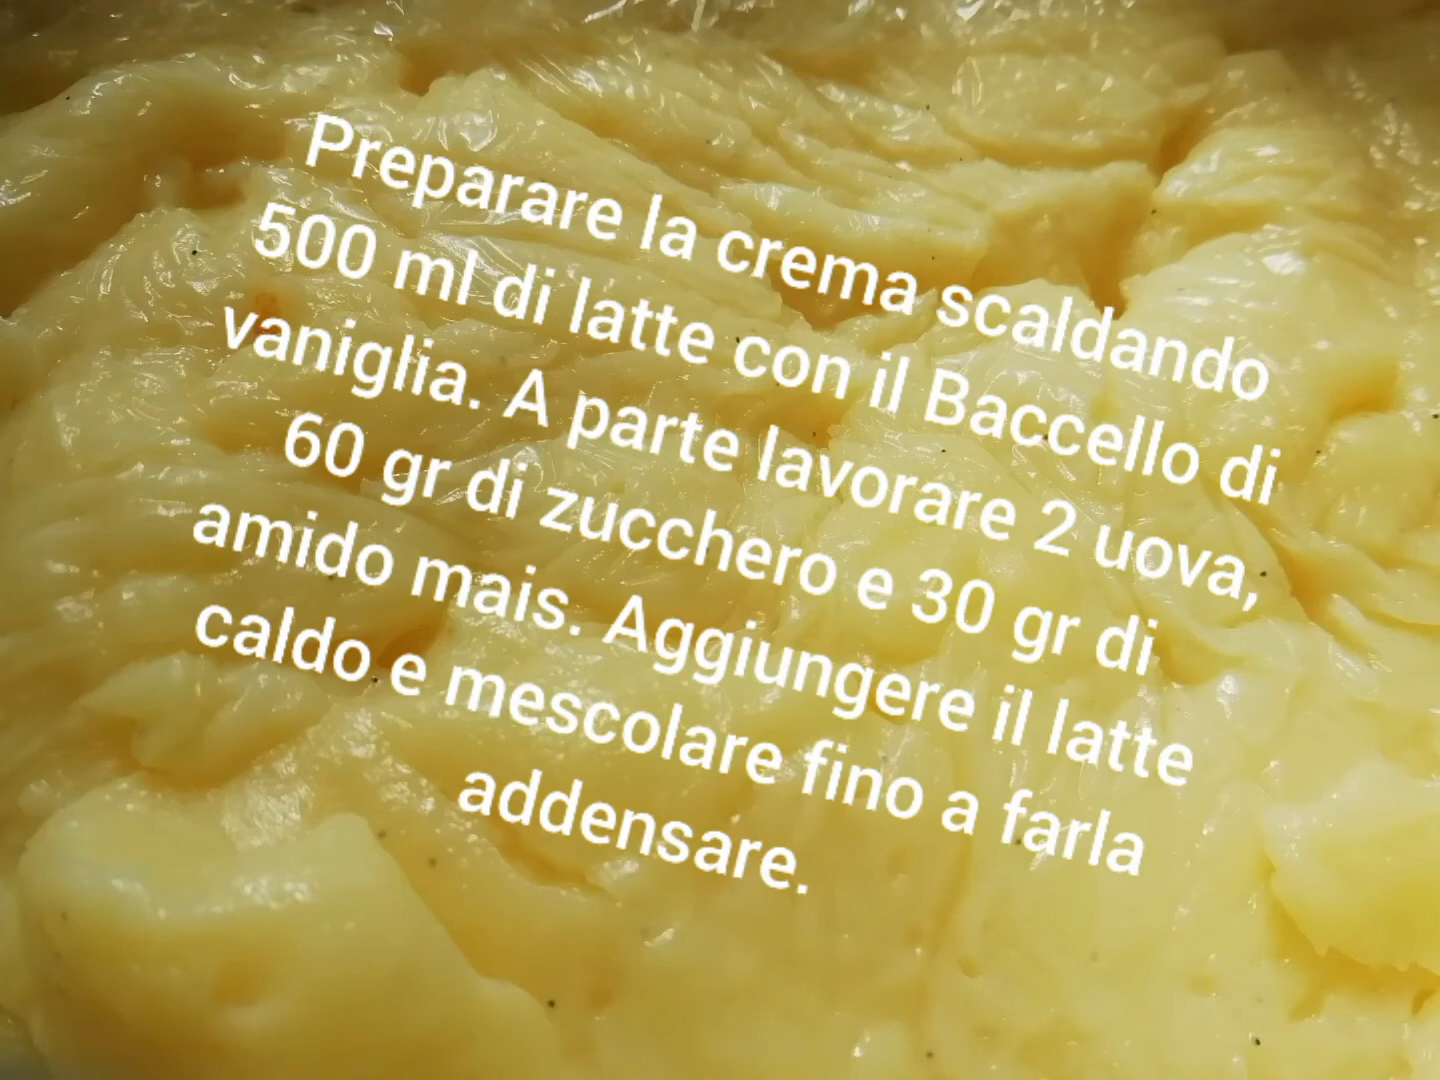 Preparare la crema scaldando
500 ml di latte con il Baccello di
vaniglia. A parte lavorare 2 uova,
60 gr di zucchero e 30 gr di
amido mais. Aggiungere il latte
caldo e mescolare fino a farla
addensare.